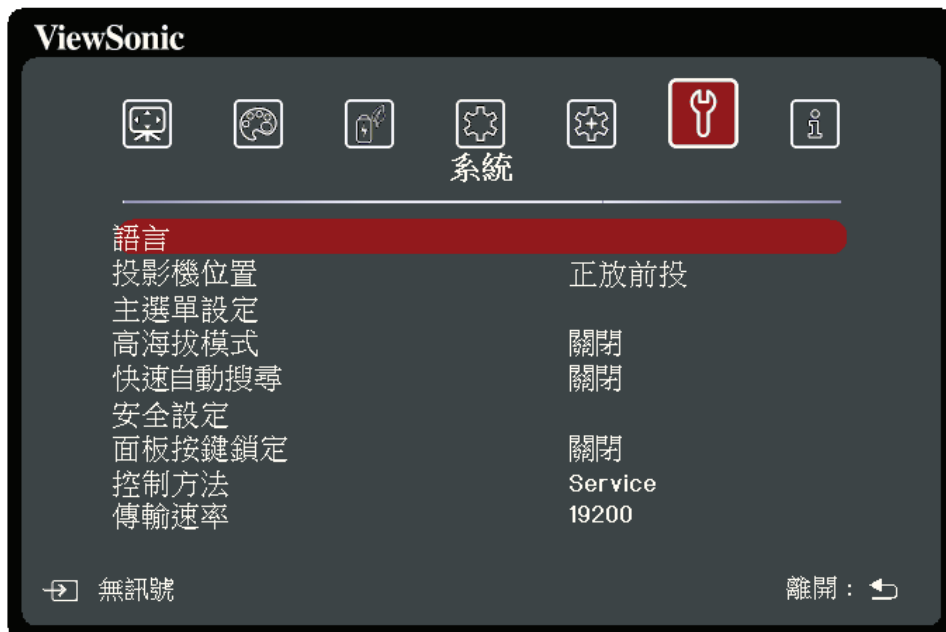 ViewSonic
系統
語言
投影機位置 正放前投
主選單設定
高海拔模式 關閉
快速自動搜尋 關閉
安全設定
面板按鍵鎖定 關閉
控制方法 Service
傳輸速率 19200
無訊號 離開：